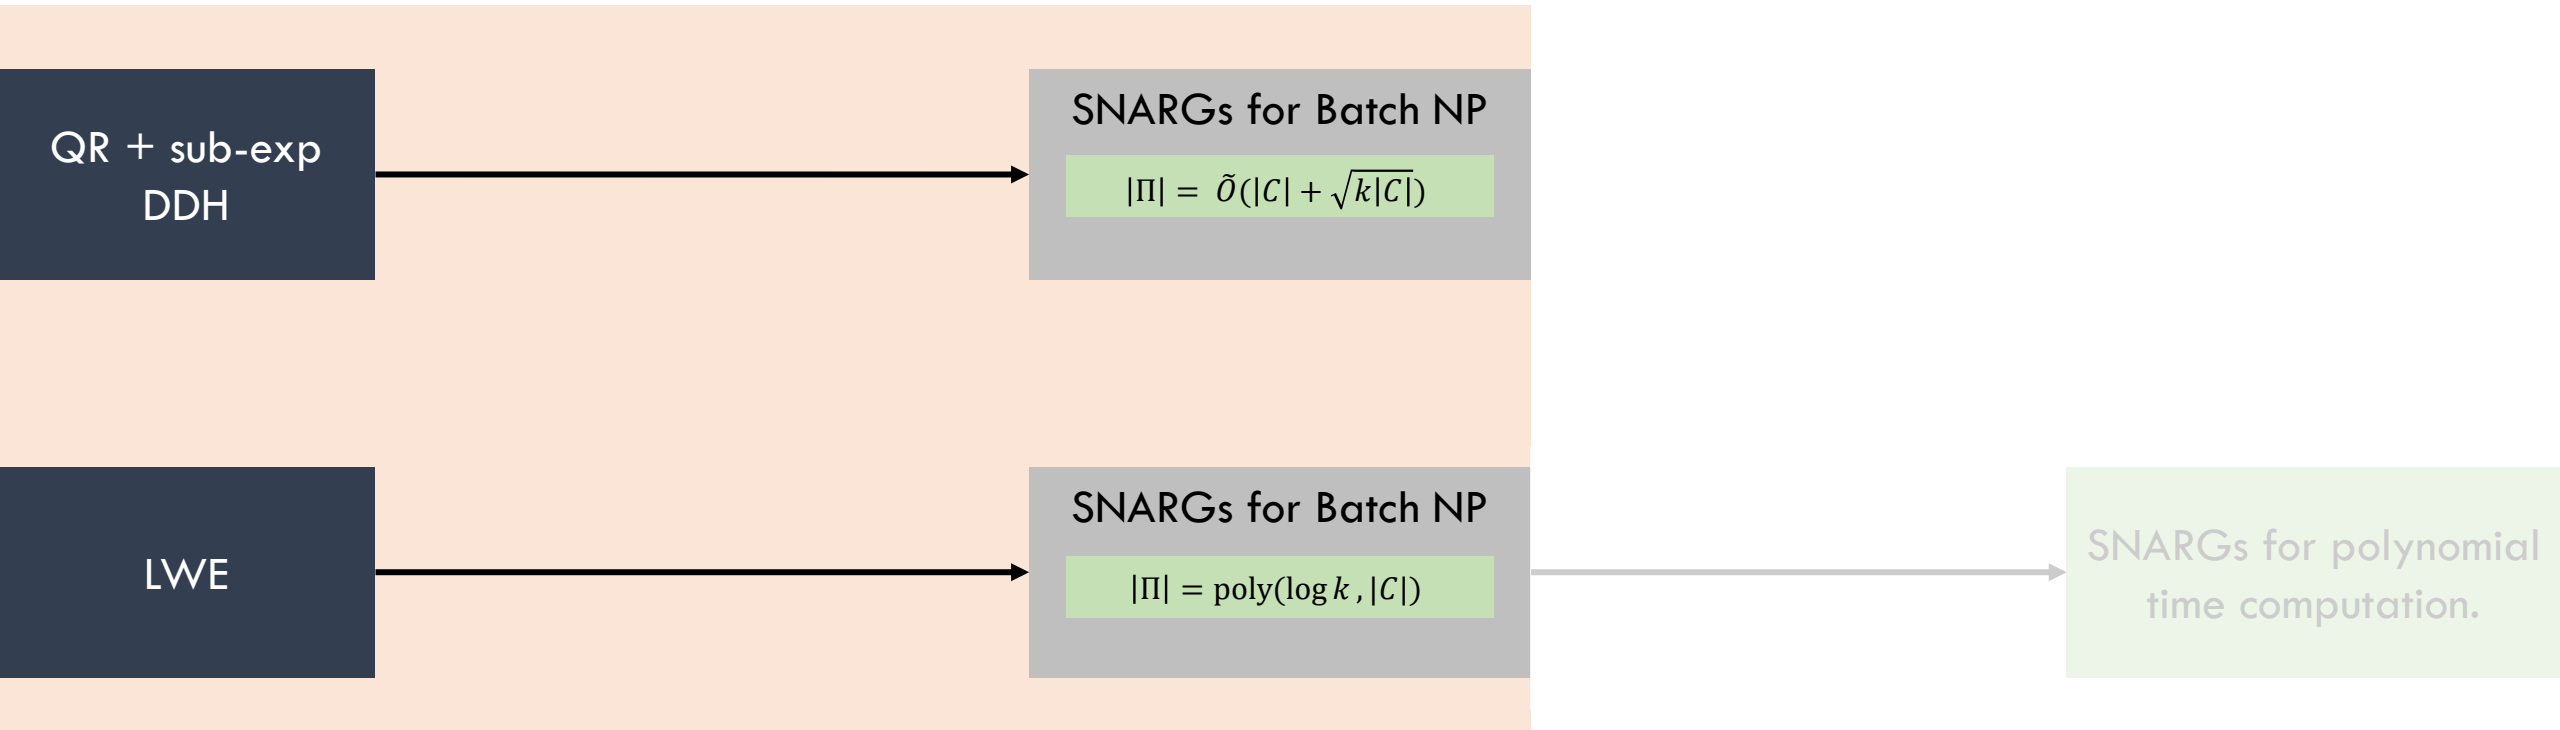 QR + sub-exp
DDH
SNARGs for Batch NP
|Π| = Õ(|C| + √k|C|)
LWE
SNARGs for Batch NP
|Π| = poly(log k , |C|)
SNARGs for polynomial
time computation.